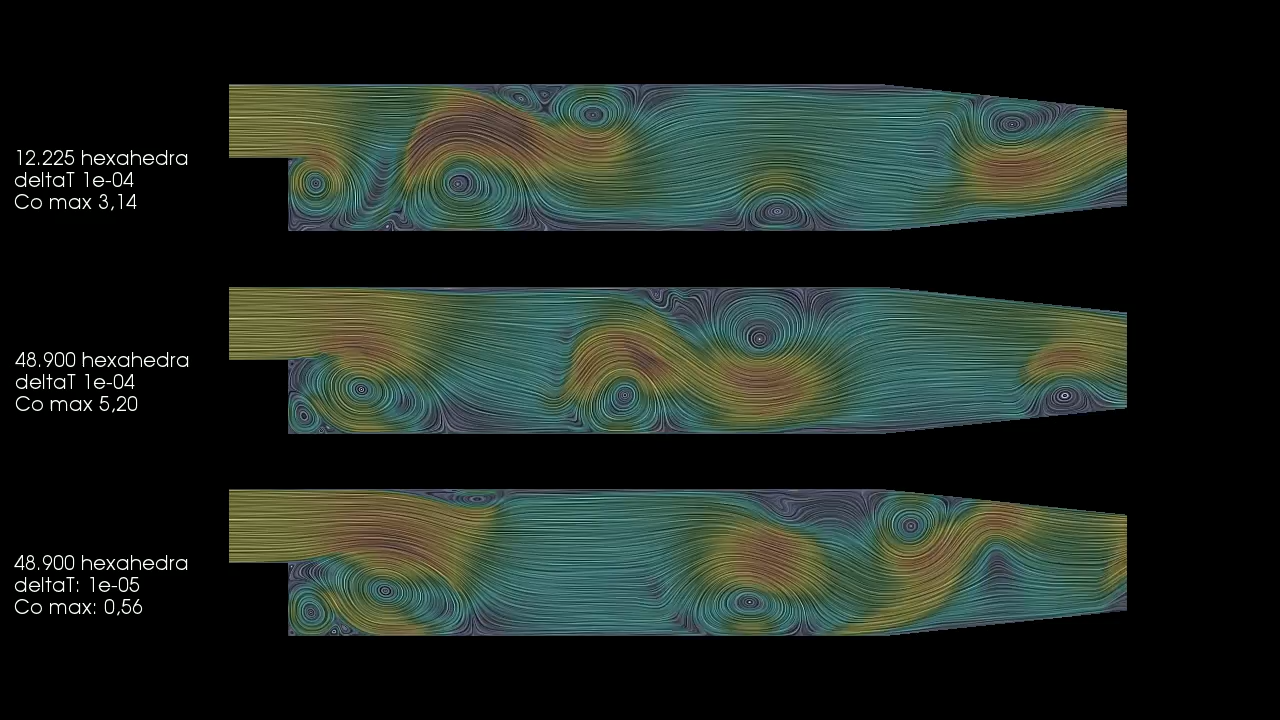 12.225 hexahedra
deltaT 1e-04
Co max 3,14
48.900 hexahedra
deltaT 1e-04
Co max 5,20
48.900 hexahedra
deltaT: 1e-05
Co max: 0,56